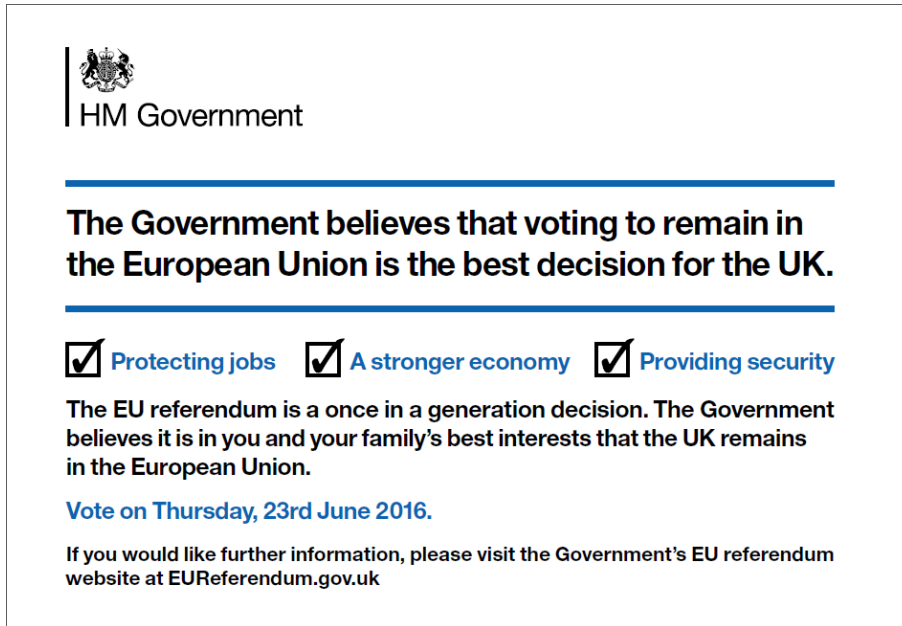 HM Government
The Government believes that voting to remain in
the European Union is the best decision for the UK.
Protecting jobs A stronger economy Providing security
The EU referendum is a once in a generation decision. The Government
believes it is in you and your family’s best interests that the UK remains
in the European Union.
Vote on Thursday, 23rd June 2016.
If you would like further information, please visit the Government’s EU referendum
website at EUReferendum.gov.uk